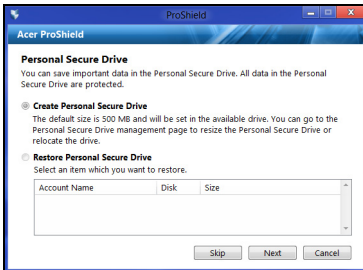 ProShield
Acer ProShield
Personal Secure Drive
You can save important data in the Personal Secure Drive. All data in the Personal
Secure Drive are protected.
Create Personal Secure Drive
The default size is 500 MB and will be set in the available drive. You can go to the
Personal Secure Drive management page to resize the Personal Secure Drive or
relocate the drive.
Restore Personal Secure Drive
Select an item which you want to restore.
Account Name Disk Size
Skip Next Cancel